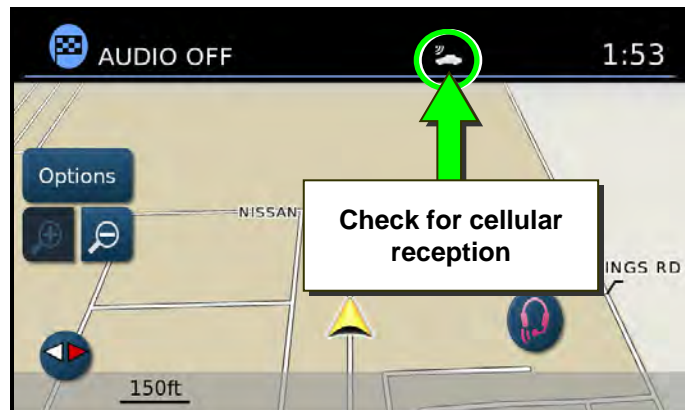 AUDIO OFF 1:53
Options
NISSAN
Check for cellular
reception
INGS RD
150ft